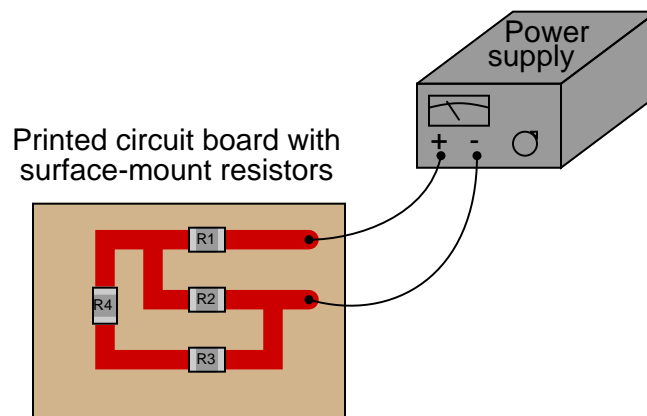 Power
supply
+ -
Printed circuit board with
surface-mount resistors
R1
R4
R2
R3